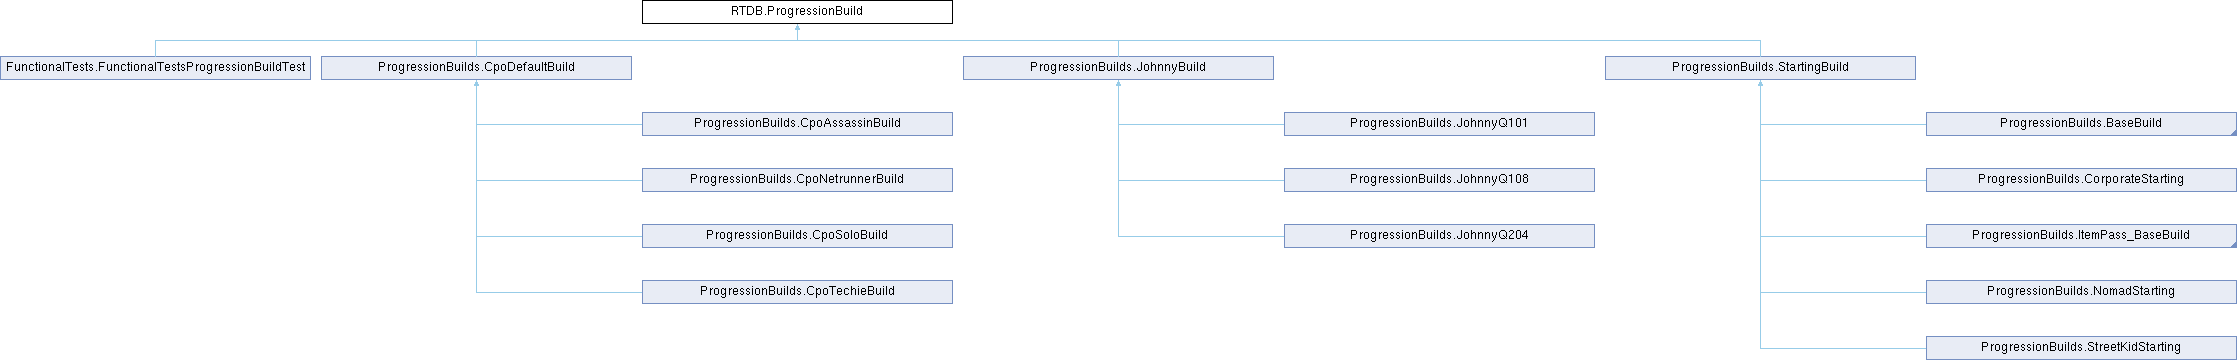 RTDB.ProgressionBuild
FunctionalTests.FunctionalTestsProgressionBuildTest
ProgressionBuilds.CpoDefaultBuild
ProgressionBuilds.JohnnyBuild
ProgressionBuilds.StartingBuild
ProgressionBuilds.CpoAssassinBuild
ProgressionBuilds.JohnnyQ101
ProgressionBuilds.BaseBuild
ProgressionBuilds.CpoNetrunnerBuild
ProgressionBuilds.JohnnyQ108
ProgressionBuilds.CorporateStarting
ProgressionBuilds.CpoSoloBuild
ProgressionBuilds.JohnnyQ204
ProgressionBuilds.ItemPass_BaseBuild
ProgressionBuilds.CpoTechieBuild
ProgressionBuilds.NomadStarting
ProgressionBuilds.StreetKidStarting